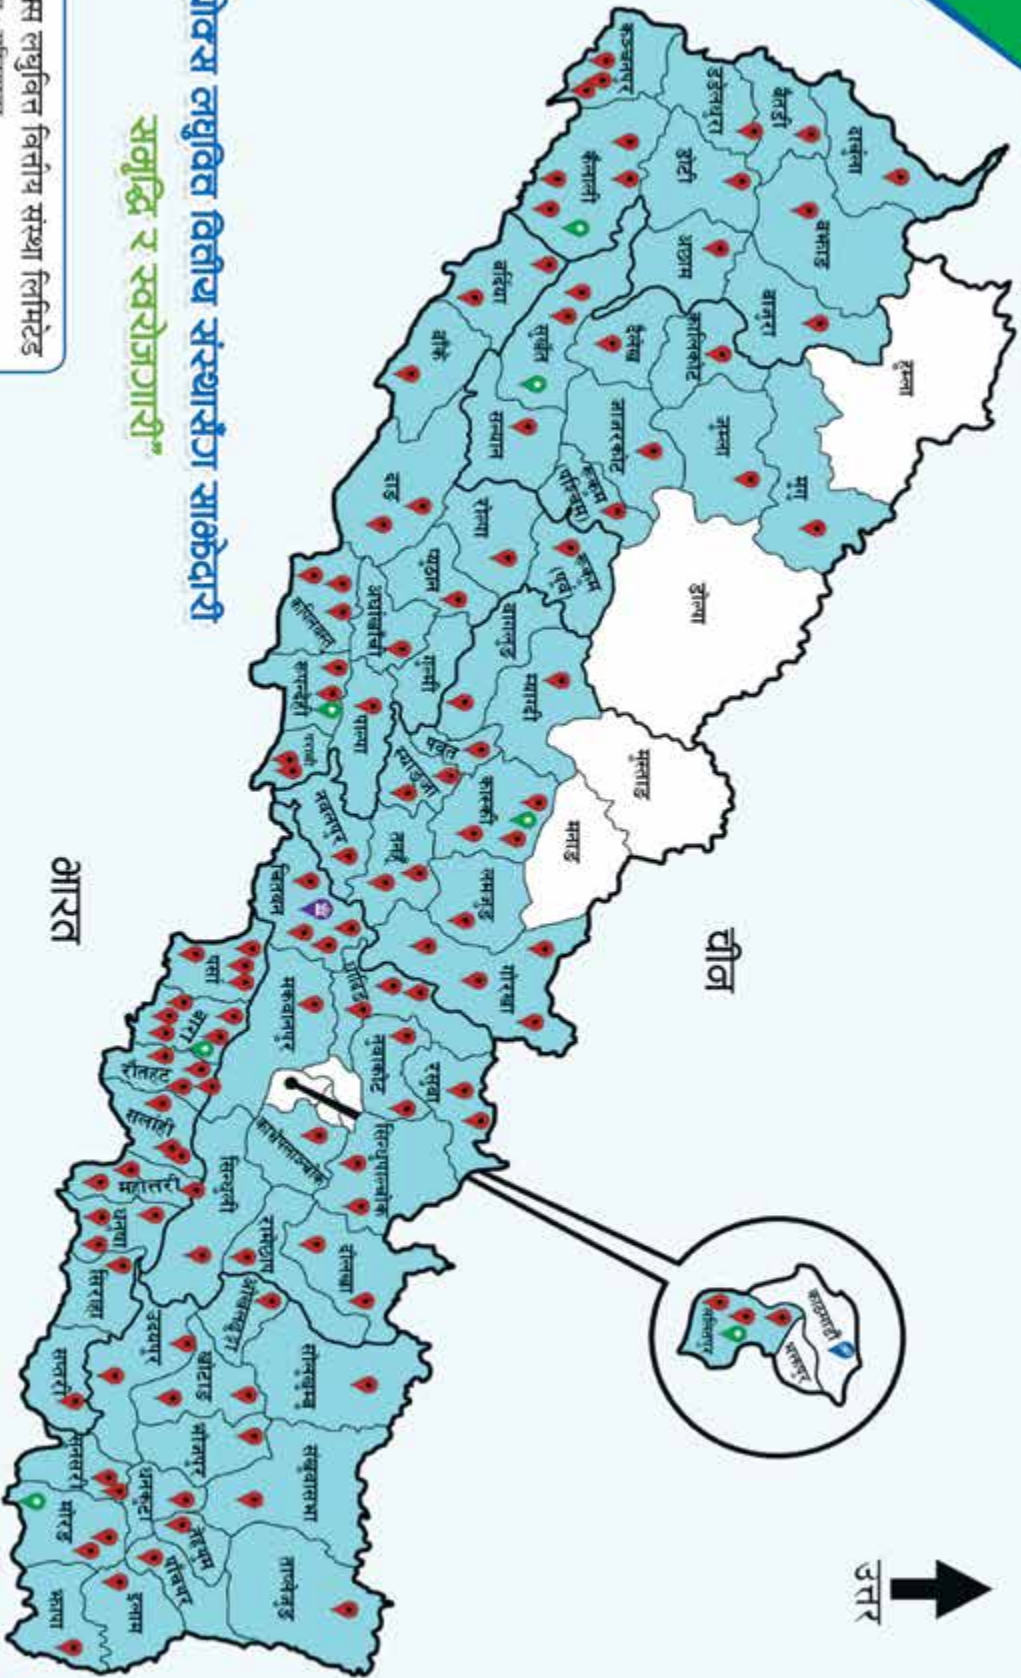 स लघुवित्त वित्तीय संस्था लिमिटेड
मिक्स लघुवित्त वित्तीय संस्थासँग साझेदारी
समृद्धि र स्वरोजगारी”
चीन
भारत
उत्तर
दार्चुला
बैतडी
डडेलधुरा
कञ्चनपुर
बझाङ
डोटी
कैलाली
हुम्ला
बाजुरा
अछाम
मुगु
कालिकोट
जुम्ला
दैलेख
सुर्खेत
बर्दिया
बाँके
जाजरकोट
डोल्पा
रूकुम
(पश्चिम)
रूकुम
(पूर्व)
सल्यान
दाङ
रोल्पा
प्यूठान
मुस्ताङ
मनाङ
म्याग्दी
बागलुङ
गुल्मी
अर्घाखाँची
कपिलवस्तु
रूपन्देही
पाल्पा
पर्वत
स्याङ्जा
कास्की
नवलपुर
तनहुँ
लमजुङ
गोरखा
चितवन
धादिङ
मकवानपुर
पर्सा
बारा
रौतहट
सर्लाही
नुवाकोट
रसुवा
सिन्धुपाल्चोक
काभ्रेपलाञ्चोक
सिन्धुली
महोत्तरी
धनुषा
सिराहा
रामेछाप
दोलखा
काठमाडौं
भक्तपुर
ललितपुर
ओखलढुङ्गा
सोलुखुम्बु
उदयपुर
खोटाङ
सप्तरी
भोजपुर
संखुवासभा
सुनसरी
धनकुटा
मोरङ
तेह्रथुम
पाँचथर
ताप्लेजुङ
इलाम
झापा